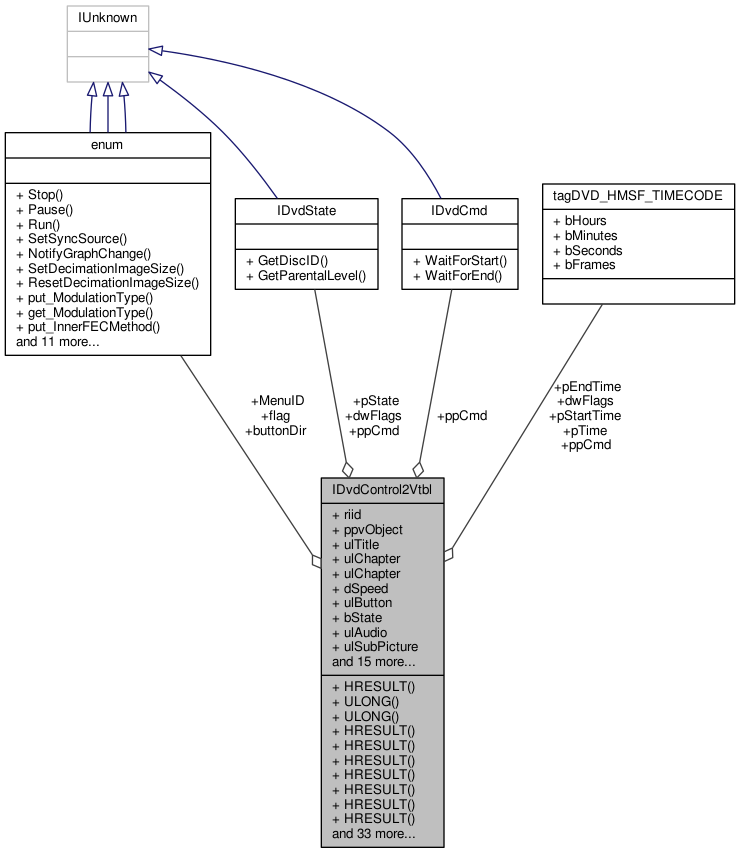 IUnknown
enum
+ Stop()
+ Pause()
+ Run()
+ SetSyncSource()
+ NotifyGraphChange()
+ SetDecimationImageSize()
+ ResetDecimationImageSize()
+ put_ModulationType()
+ get_ModulationType()
+ put_InnerFECMethod()
and 11 more...
IDvdState
+ GetDiscID()
+ GetParentalLevel()
IDvdCmd
+ WaitForStart()
+ WaitForEnd()
tagDVD_HMSF_TIMECODE
+ bHours
+ bMinutes
+ bSeconds
+ bFrames
+MenuID
+flag
+buttonDir
+pState
+dwFlags
+ppCmd
+ppCmd
+pEndTime
+dwFlags
+pStartTime
+pTime
+ppCmd
IDvdControl2Vtbl
+ riid
+ ppvObject
+ ulTitle
+ ulChapter
+ ulChapter
+ dSpeed
+ ulButton
+ bState
+ ulAudio
+ ulSubPicture
and 15 more...
+ HRESULT()
+ ULONG()
+ ULONG()
+ HRESULT()
+ HRESULT()
+ HRESULT()
+ HRESULT()
+ HRESULT()
+ HRESULT()
+ HRESULT()
and 33 more...